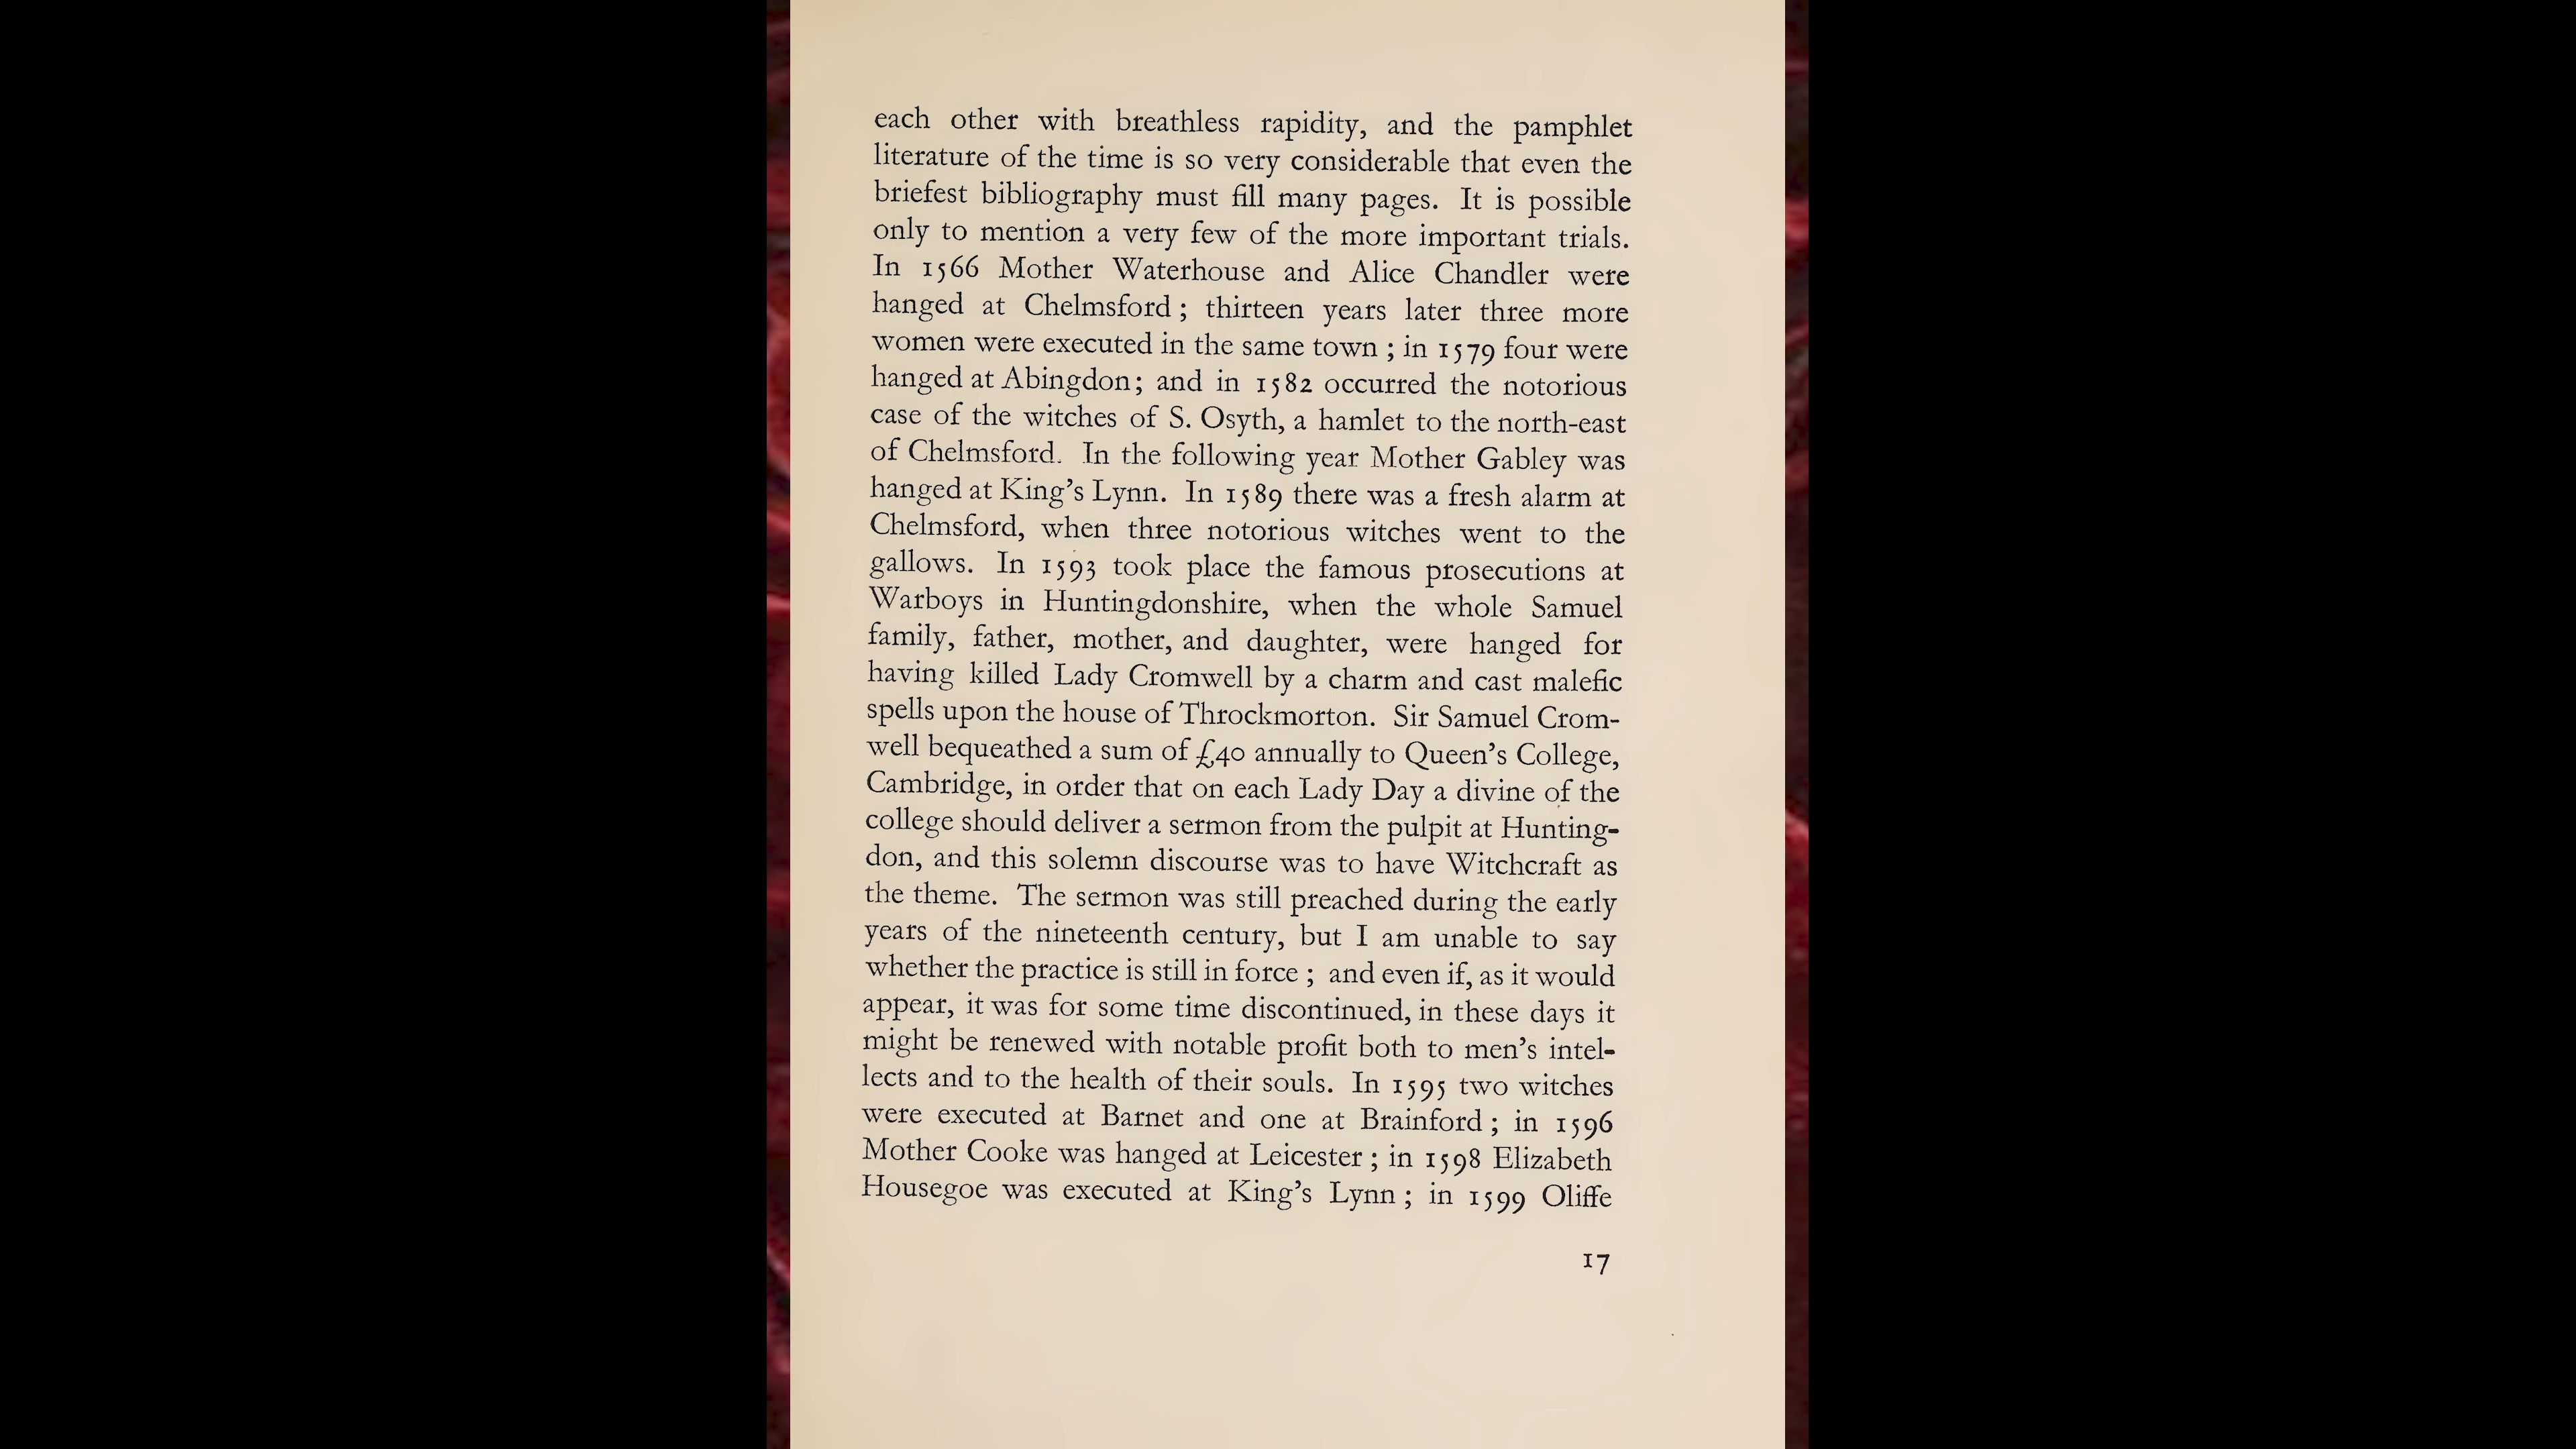 each other with breathless rapidity, and the pamphlet
literature of the time is so very considerable that even the
briefest bibliography must fill many pages. It is possible
only to mention a very few of the more important trials.
In 1566 Mother Waterhouse and Alice Chandler were
hanged at Chelmsford ; thirteen years later three more
women were executed in the same town ; in 1579 four were
hanged at Abingdon; and in 1582 occurred the notorious
case of the witches of S. Osyth, a hamlet to the north-east
of Chelmsford. In the following year Mother Gabley was
hanged at King's Lynn. In 1589 there was a fresh alarm at
Chelmsford, when three notorious witches went to the
gallows. In 1593 took place the famous prosecutions at
Warboys in Huntingdonshire, when the whole Samuel
family, father, mother, and daughter, were hanged for
having killed Lady Cromwell by a charm and cast malefic
spells upon the house of Throckmorton. Sir Samuel Crom-
well bequeathed a sum of £40 annually to Queen's College,
Cambridge, in order that on each Lady Day a divine of the
college should deliver a sermon from the pulpit at Hunting-
don, and this solemn discourse was to have Witchcraft as
the theme. The sermon was still preached during the early
years of the nineteenth century, but I am unable to say
whether the practice is still in force ; and even if, as it would
appear, it was for some time discontinued, in these days it
might be renewed with notable profit both to men's intel-
lects and to the health of their souls. In 1595 two witches
were executed at Barnet and one at Brainford ; in 1596
Mother Cooke was hanged at Leicester ; in 1598 Elizabeth
Housegoe was executed at King's Lynn ; in 1599 Oliffe
17